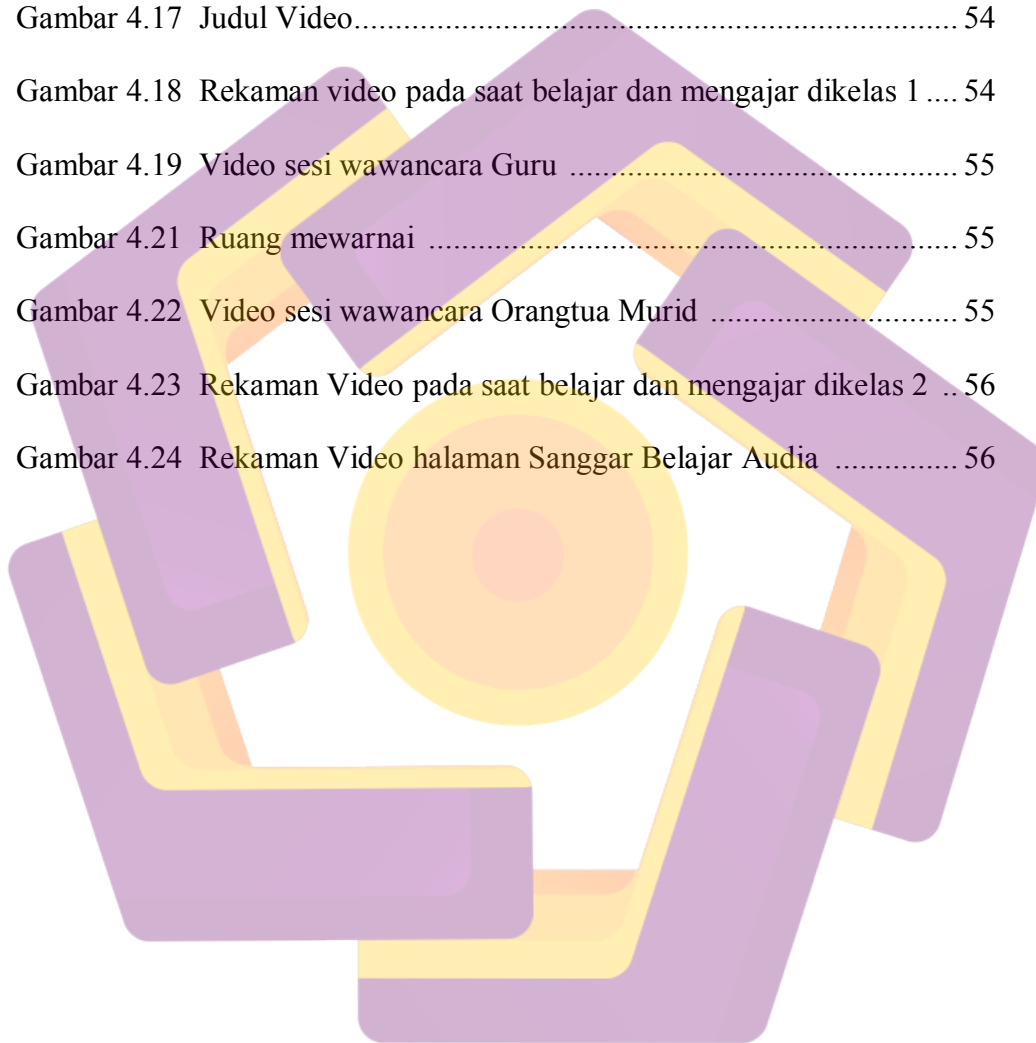 Gambar 4.17 Judul Video.................................................................................... 54
Gambar 4.18 Rekaman video pada saat belajar dan mengajar dikelas 1 .... 54
Gambar 4.19 Video sesi wawancara Guru ..................................................... 55
Gambar 4.21 Ruang mewarnai ......................................................................... 55
Gambar 4.22 Video sesi wawancara Orangtua Murid .................................. 55
Gambar 4.23 Rekaman Video pada saat belajar dan mengajar dikelas 2 .. 56
Gambar 4.24 Rekaman Video halaman Sanggar Belajar Audia ................. 56